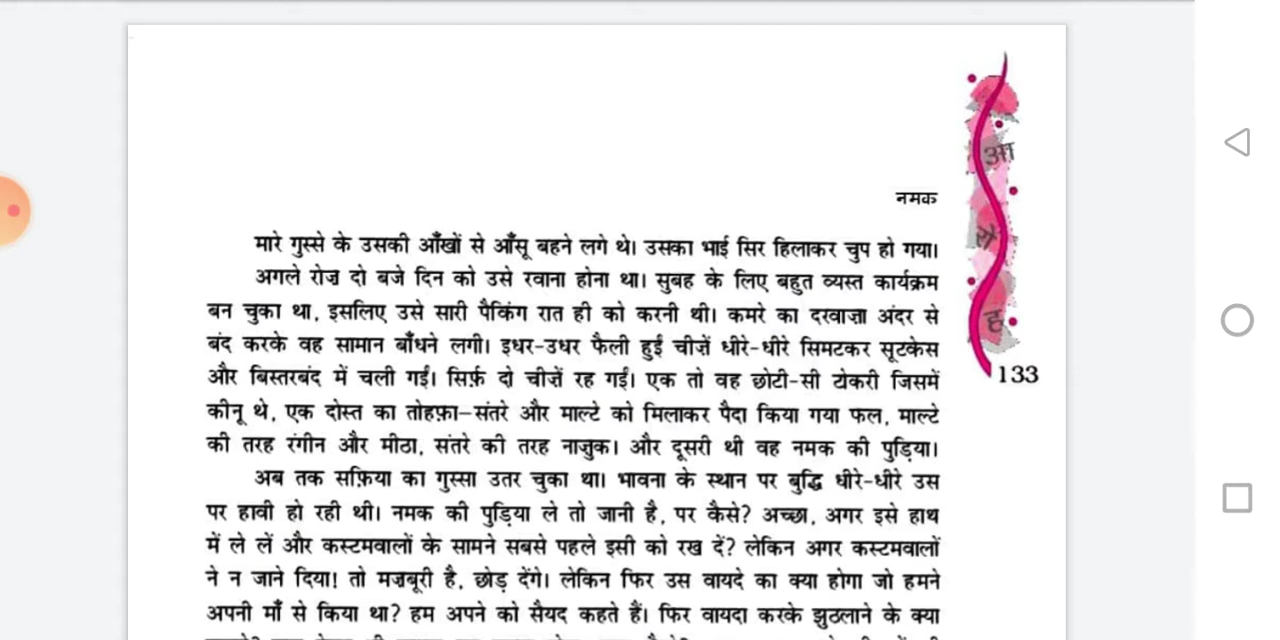 नमक
आ
रो
ह
133
मारे गुस्से के उसकी आँखों से आँसू बहने लगे थे। उसका भाई सिर हिलाकर चुप हो गया।
अगले रोज़ दो बजे दिन को उसे रवाना होना था। सुबह के लिए बहुत व्यस्त कार्यक्रम
बन चुका था, इसलिए उसे सारी पैकिंग रात ही को करनी थी। कमरे का दरवाज़ा अंदर से
बंद करके वह सामान बाँधने लगी। इधर-उधर फैली हुई चीज़ें धीरे-धीरे सिमटकर सूटकेस
और बिस्तरबंद में चली गईं। सिर्फ़ दो चीज़ें रह गईं। एक तो वह छोटी-सी टोकरी जिसमें
कीनू थे, एक दोस्त का तोहफ़ा–संतरे और माल्टे को मिलाकर पैदा किया गया फल, माल्टे
की तरह रंगीन और मीठा, संतरे की तरह नाज़ुक। और दूसरी थी वह नमक की पुड़िया।
अब तक सफ़िया का गुस्सा उतर चुका था। भावना के स्थान पर बुद्धि धीरे-धीरे उस
पर हावी हो रही थी। नमक की पुड़िया ले तो जानी है, पर कैसे? अच्छा, अगर इसे हाथ
में ले लें और कस्टमवालों के सामने सबसे पहले इसी को रख दें? लेकिन अगर कस्टमवालों
ने न जाने दिया! तो मज़बूरी है, छोड़ देंगे। लेकिन फिर उस वायदे का क्या होगा जो हमने
अपनी माँ से किया था? हम अपने को सैयद कहते हैं। फिर वायदा करके झुठलाने के क्या